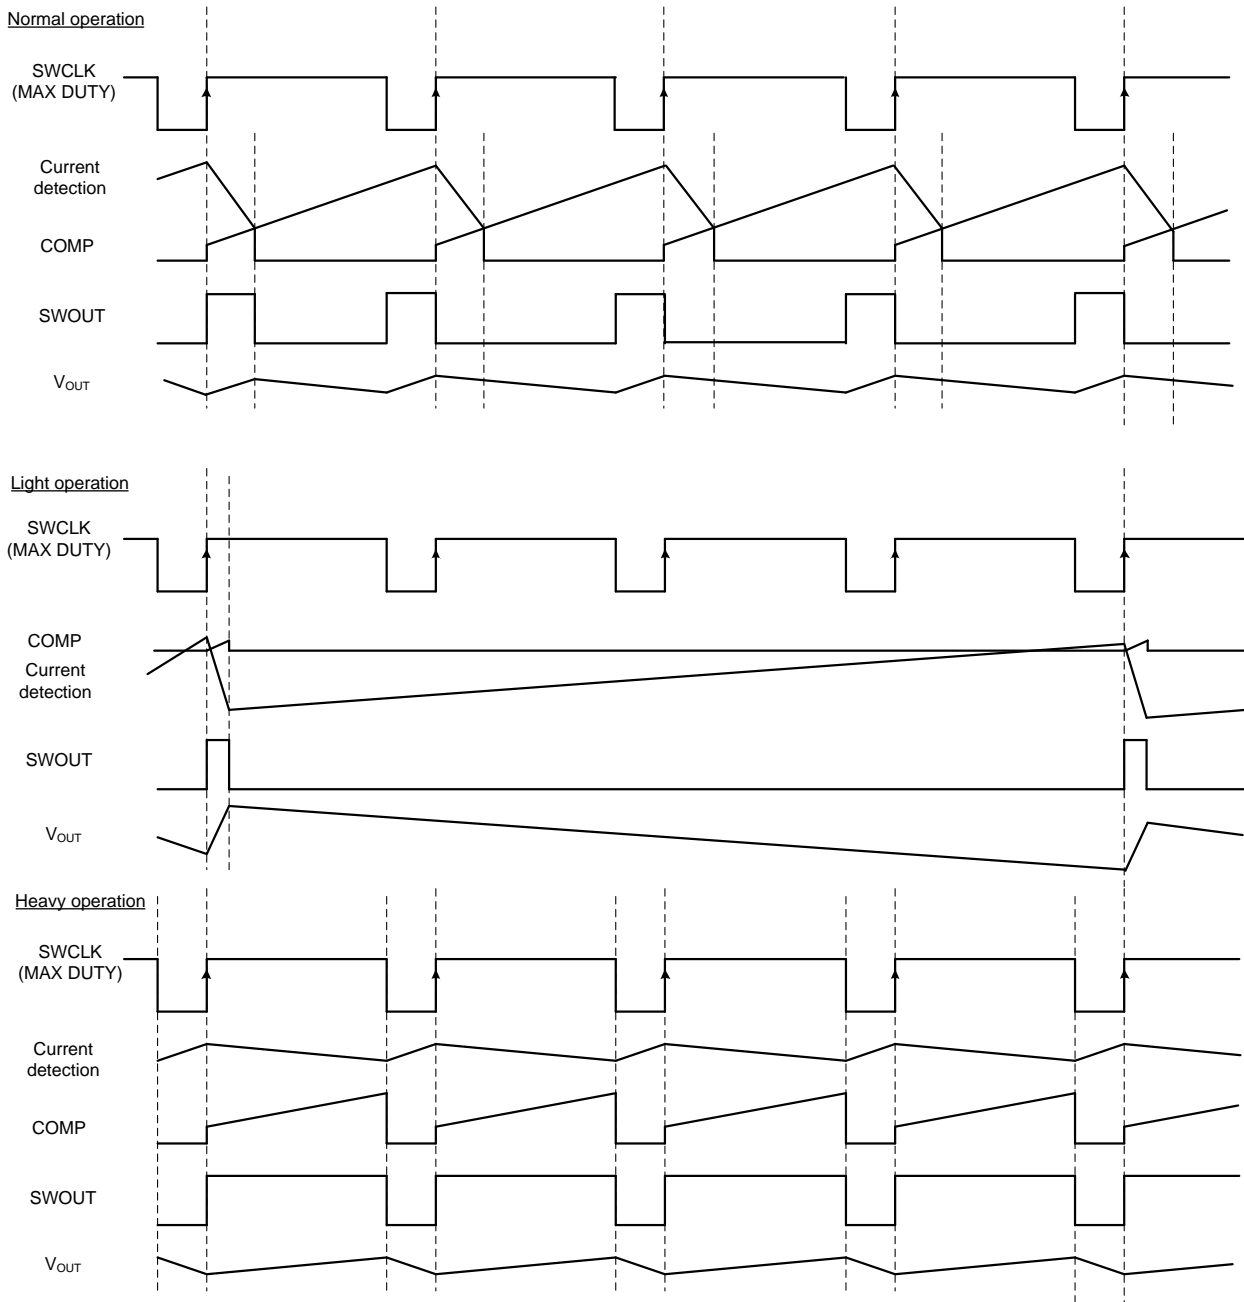 Normal operation
SWCLK
(MAX DUTY)
Current
detection
COMP
SWOUT
VOUT
Light operation
SWCLK
(MAX DUTY)
COMP
Current
detection
SWOUT
VOUT
Heavy operation
SWCLK
(MAX DUTY)
Current
detection
COMP
SWOUT
VOUT